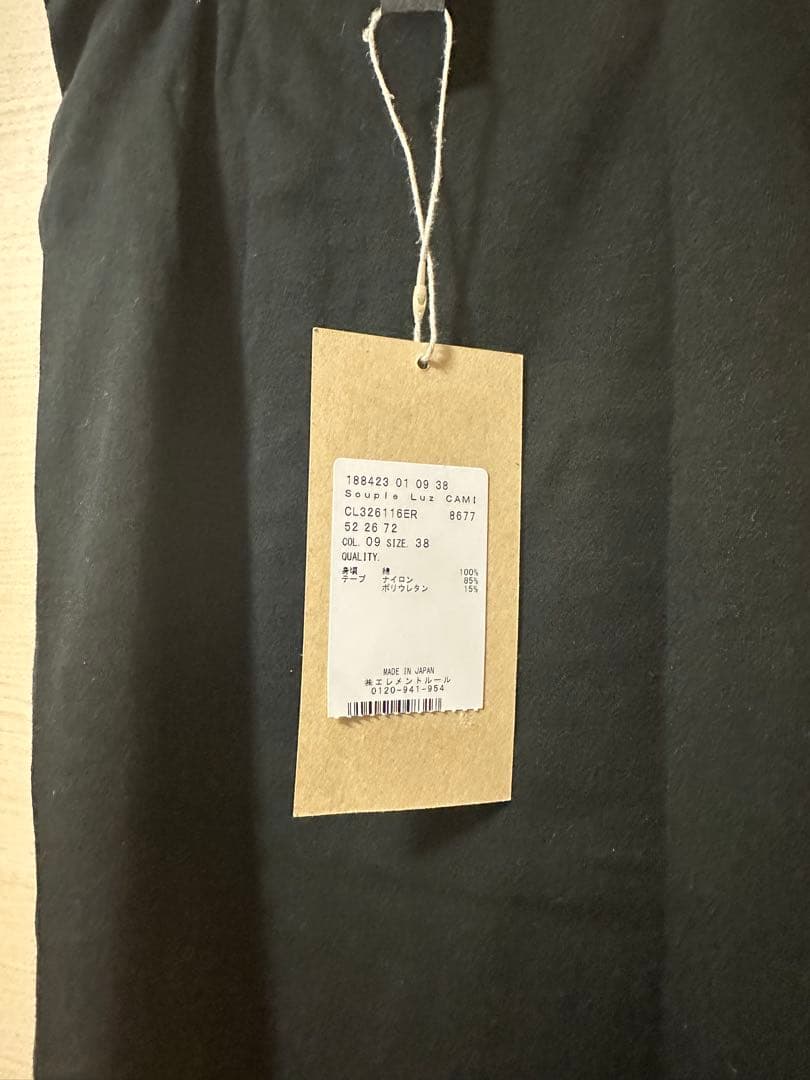 188423 01 09 38
Souple Luz CAMI
CL326116ER 8677
52 26 72
COL. 09 SIZE. 38
QUALITY.
身頃 綿 100%
テープ ナイロン 85%
ポリウレタン 15%
MADE IN JAPAN
㈱エレメントルール
0120-941-954